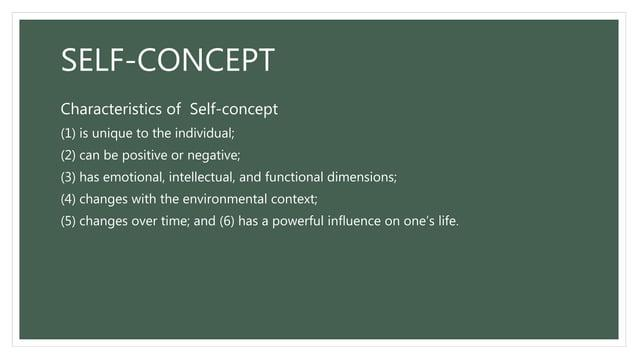 SELF-CONCEPT
Characteristics of  Self-concept
(1) is unique to the individual;
(2) can be positive or negative;
(3) has emotional, intellectual, and functional dimensions;
(4) changes with the environmental context;
(5) changes over time; and (6) has a powerful influence on one's life.